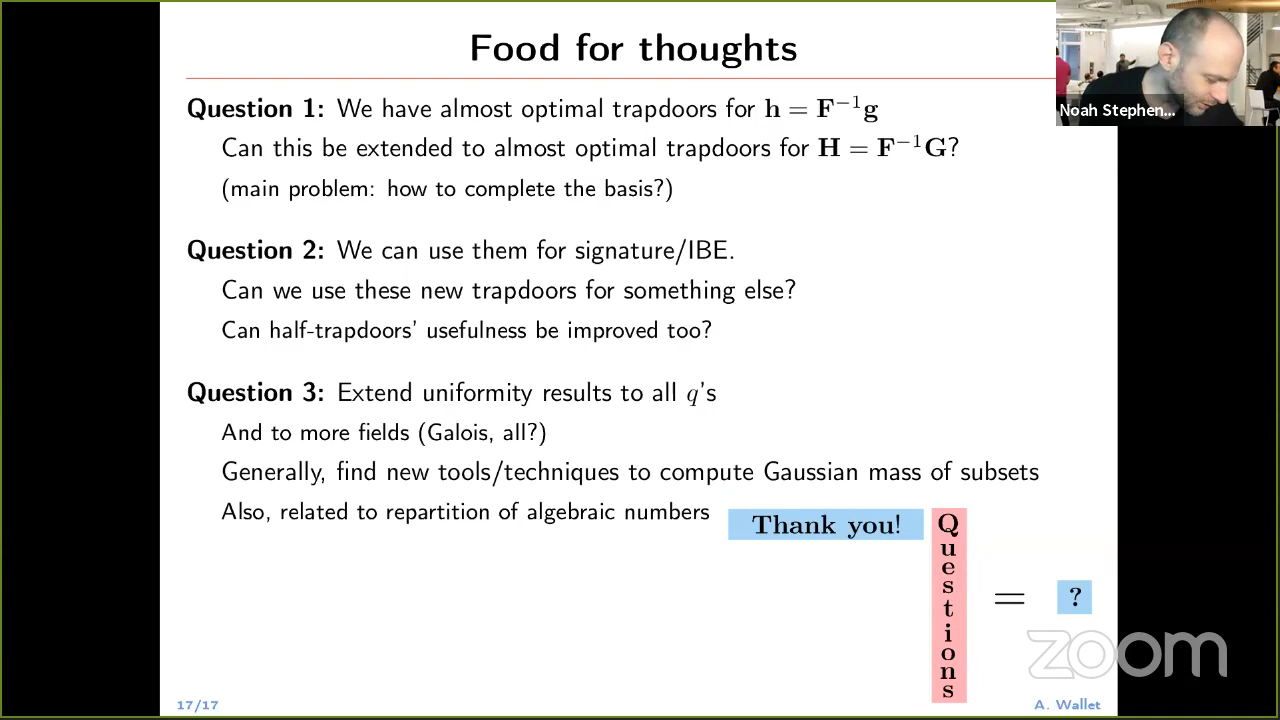 Food for thoughts
Noah Stephen...
Question 1: We have almost optimal trapdoors for h = F⁻¹g
Can this be extended to almost optimal trapdoors for H = F⁻¹G?
(main problem: how to complete the basis?)
Question 2: We can use them for signature/IBE.
Can we use these new trapdoors for something else?
Can half-trapdoors' usefulness be improved too?
Question 3: Extend uniformity results to all q's
And to more fields (Galois, all?)
Generally, find new tools/techniques to compute Gaussian mass of subsets
Also, related to repartition of algebraic numbers
Thank you!
Questions
= ?
zoom
17/17
A. Wallet